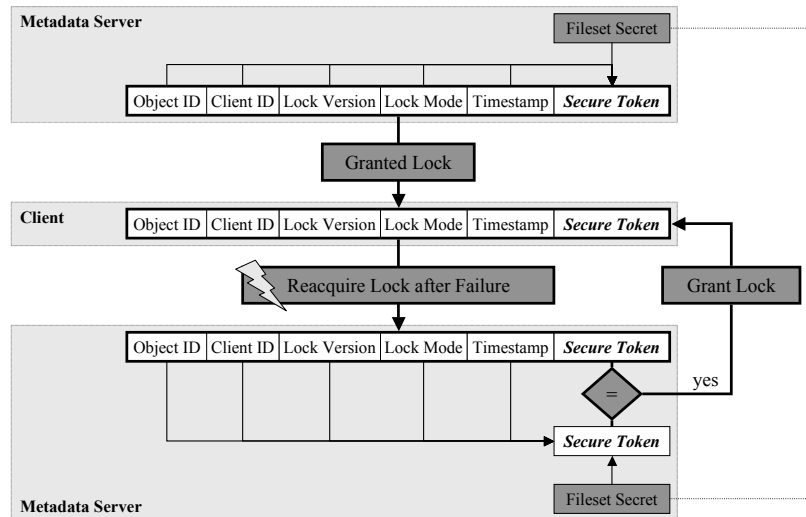 Metadata Server
Fileset Secret
Object ID Client ID Lock Version Lock Mode Timestamp Secure Token
Granted Lock
Client
Object ID Client ID Lock Version Lock Mode Timestamp Secure Token
Reacquire Lock after Failure
Grant Lock
Object ID Client ID Lock Version Lock Mode Timestamp Secure Token
=
yes
Secure Token
Fileset Secret
Metadata Server